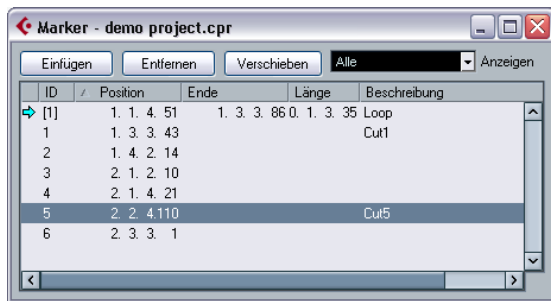 Marker - demo project.cpr
Einfügen Entfernen Verschieben Alle Anzeigen
ID Position Ende Länge Beschreibung
[1] 1. 1. 4. 51 1. 3. 3. 86 0. 1. 3. 35 Loop
1 1. 3. 3. 43 Cut1
2 1. 4. 2. 14
3 2. 1. 2. 10
4 2. 1. 4. 21
5 2. 2. 4.110 Cut5
6 2. 3. 3. 1